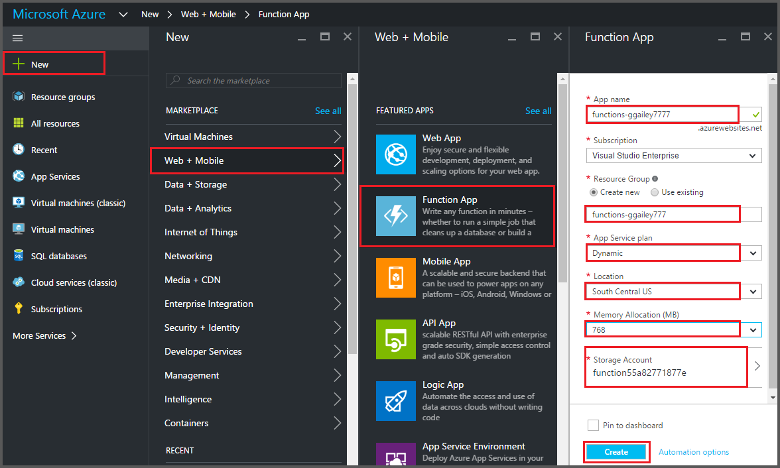 Microsoft Azure New > Web + Mobile > Function App
New
Resource groups
All resources
Recent
App Services
Virtual machines (classic)
Virtual machines
SQL databases
Cloud services (classic)
Subscriptions
More Services >
New
Search the marketplace
MARKETPLACE See all
Virtual Machines
Web + Mobile
Data + Storage
Data + Analytics
Internet of Things
Networking
Media + CDN
Enterprise Integration
Security + Identity
Developer Services
Management
Intelligence
Containers
RECENT
Web + Mobile
FEATURED APPS See all
Web App
Enjoy secure and flexible
development, deployment, and
scaling options for your web app.
Function App
Write any function in minutes –
whether to run a simple job that
cleans up a database or build a
Mobile App
A scalable and secure backend that
can be used to power apps on any
platform – iOS, Android, Windows or
API App
scalable RESTful API with enterprise
grade security, simple access control
and auto SDK generation
Logic App
Automate the access and use of
data across clouds without writing
code
App Service Environment
Deploy Azure App Services in your
Function App
* App name
functions-ggailey7777
.azurewebsites.net
* Subscription
Visual Studio Enterprise
* Resource Group
Create new Use existing
functions-ggailey777
* App Service plan
Dynamic
* Location
South Central US
* Memory Allocation (MB)
768
* Storage Account
function55a82771877e
Pin to dashboard
Create Automation options